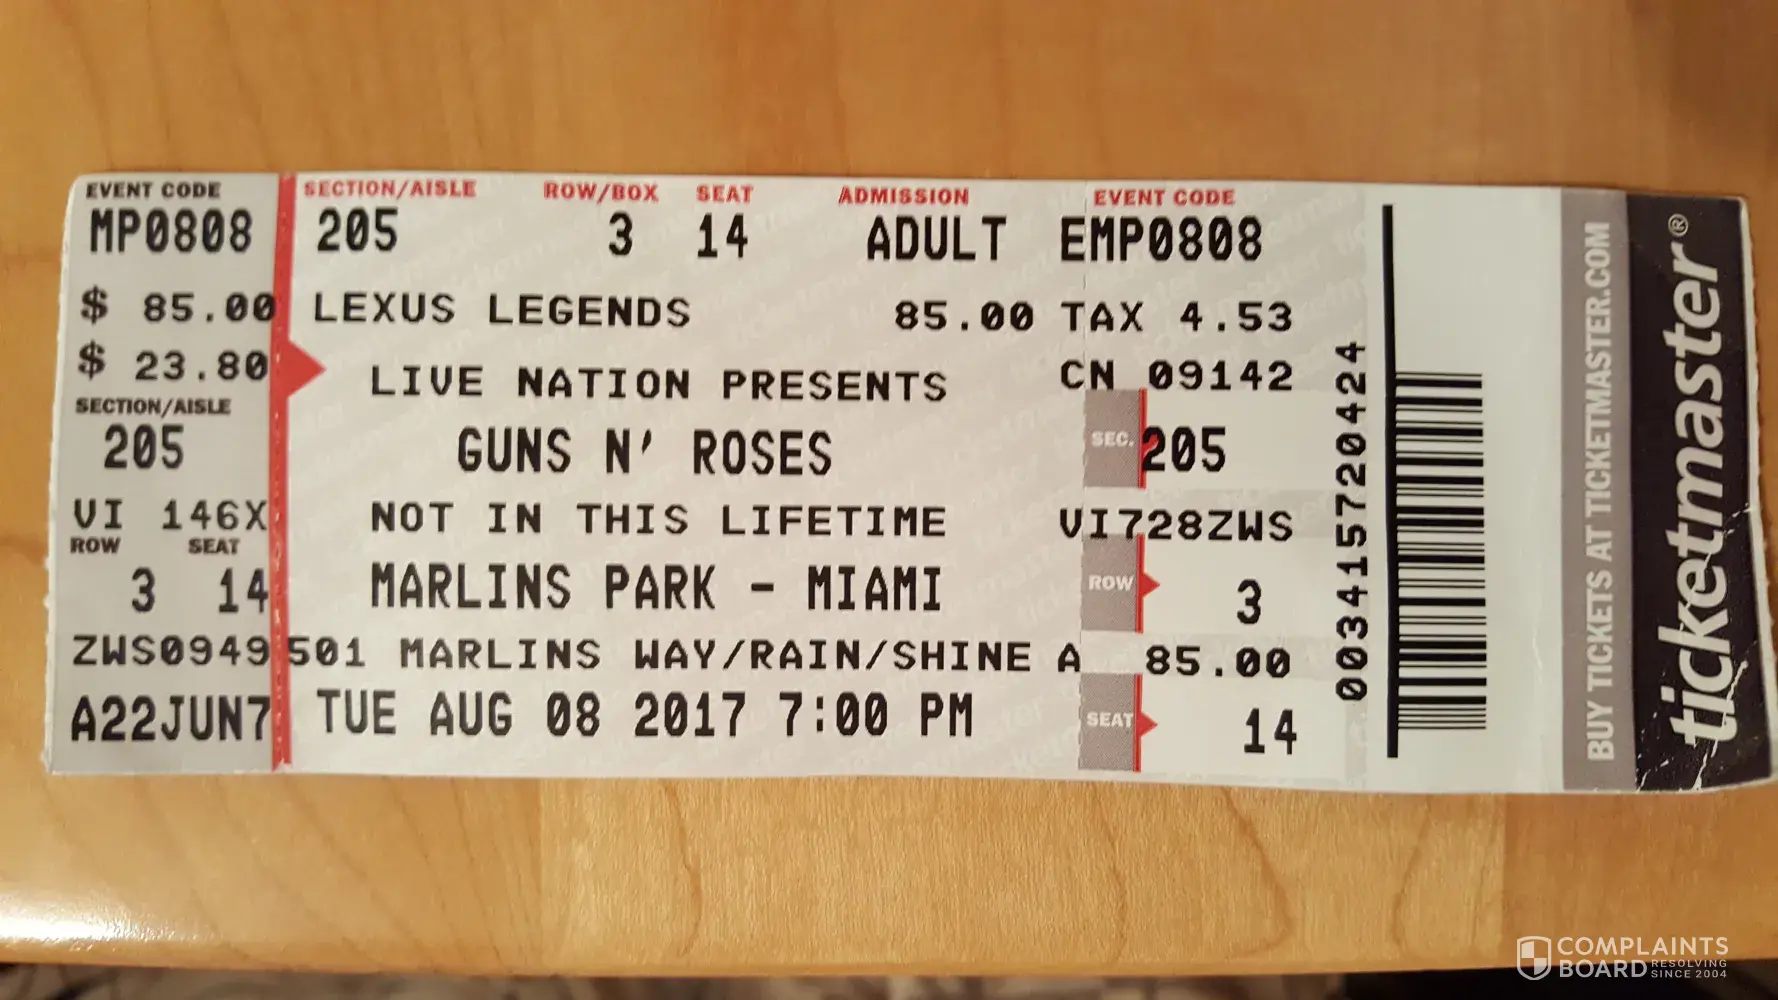 EVENT CODE
MP0808
$ 85.00
$ 23.80
SECTION/AISLE
205
VI 146X
ROW SEAT
3 14
ZWS0949
A22JUN7
SECTION/AISLE ROW/BOX SEAT ADMISSION
205 3 14 ADULT
LEXUS LEGENDS 85.00
LIVE NATION PRESENTS
GUNS N' ROSES
NOT IN THIS LIFETIME
MARLINS PARK - MIAMI
501 MARLINS WAY/RAIN/SHINE
TUE AUG 08 2017 7:00 PM
EVENT CODE
EMP0808
TAX 4.53
CN 09142
SEC. 205
VI728ZWS
ROW 3
A 85.00
SEAT 14
003415720424
BUY TICKETS AT TICKETMASTER.COM
ticketmaster®
COMPLAINTS
BOARD RESOLVING
SINCE 2004